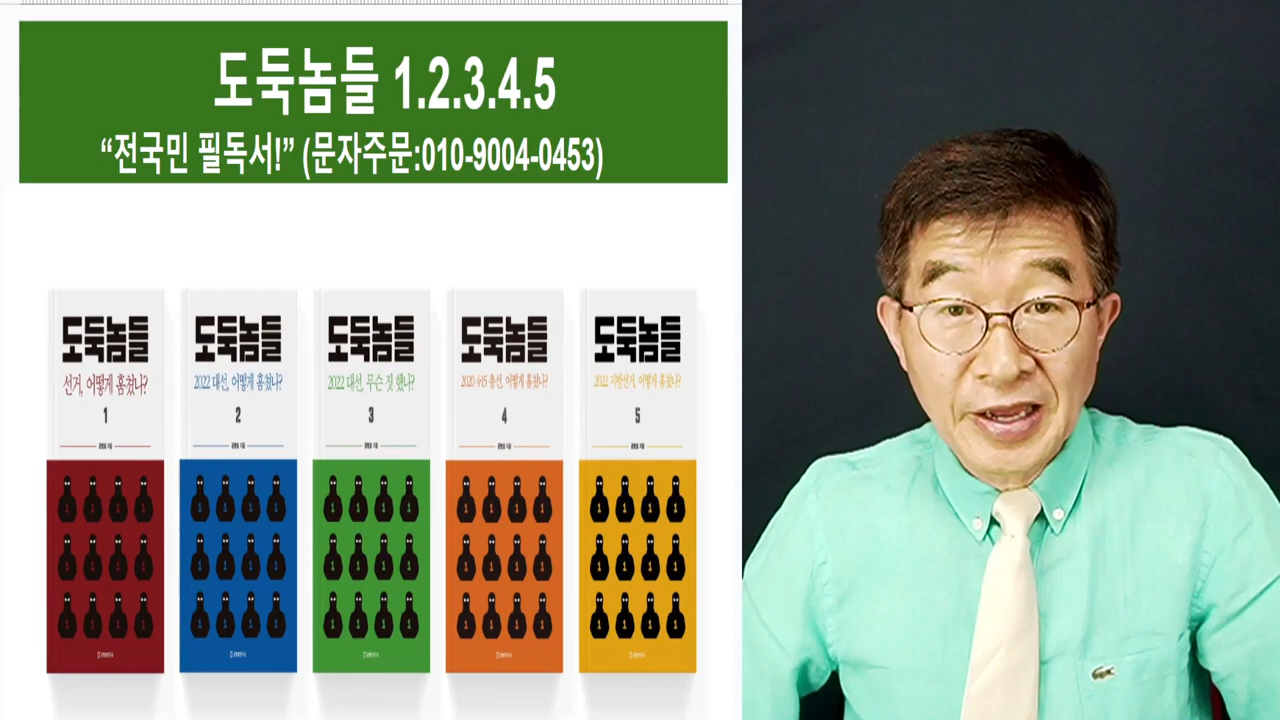 도둑놈들 1.2.3.4.5
“전국민 필독서!” (문자주문:010-9004-0453)
도둑놈들
선거, 어떻게 훔쳤나?
1
도둑놈들
2022 대선, 어떻게 훔쳤나?
2
도둑놈들
2022 대선, 무슨 짓 했나?
3
도둑놈들
2020 4·15 총선, 어떻게 훔쳤나?
4
도둑놈들
2022 지방선거, 어떻게 훔쳤나?
5